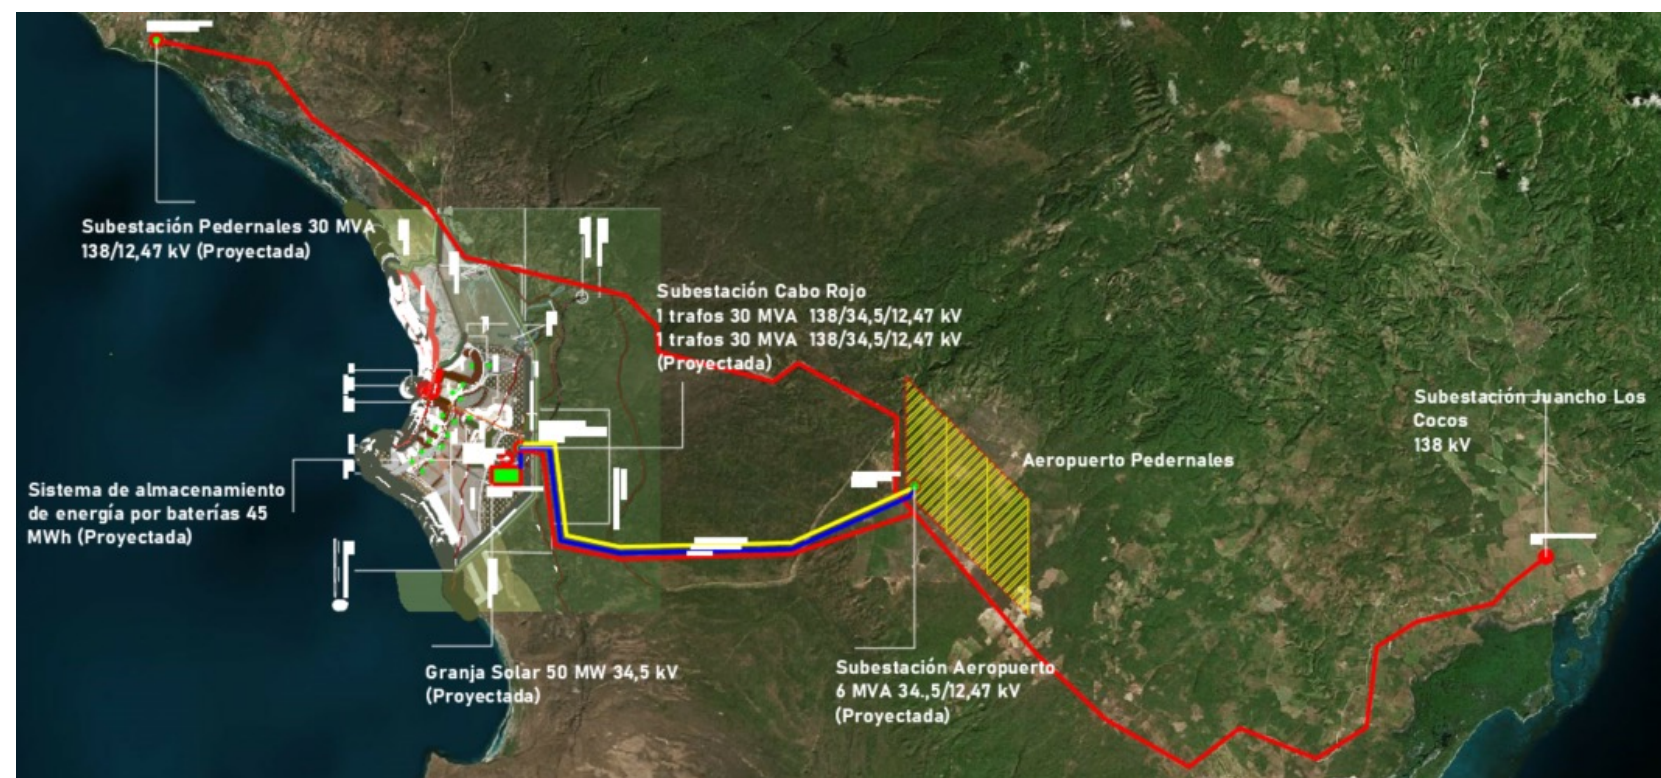 Subestación Pedernales 30 MVA
138/12,47 kV (Proyectada)
Subestación Cabo Rojo
1 trafos 30 MVA 138/34,5/12,47 kV
1 trafos 30 MVA 138/34,5/12,47 kV
(Proyectada)
Subestación Juancho Los
Cocos
138 kV
Aeropuerto Pedernales
Sistema de almacenamiento
de energía por baterías 45
MWh (Proyectada)
Granja Solar 50 MW 34,5 kV
(Proyectada)
Subestación Aeropuerto
6 MVA 34.,5/12,47 kV
(Proyectada)